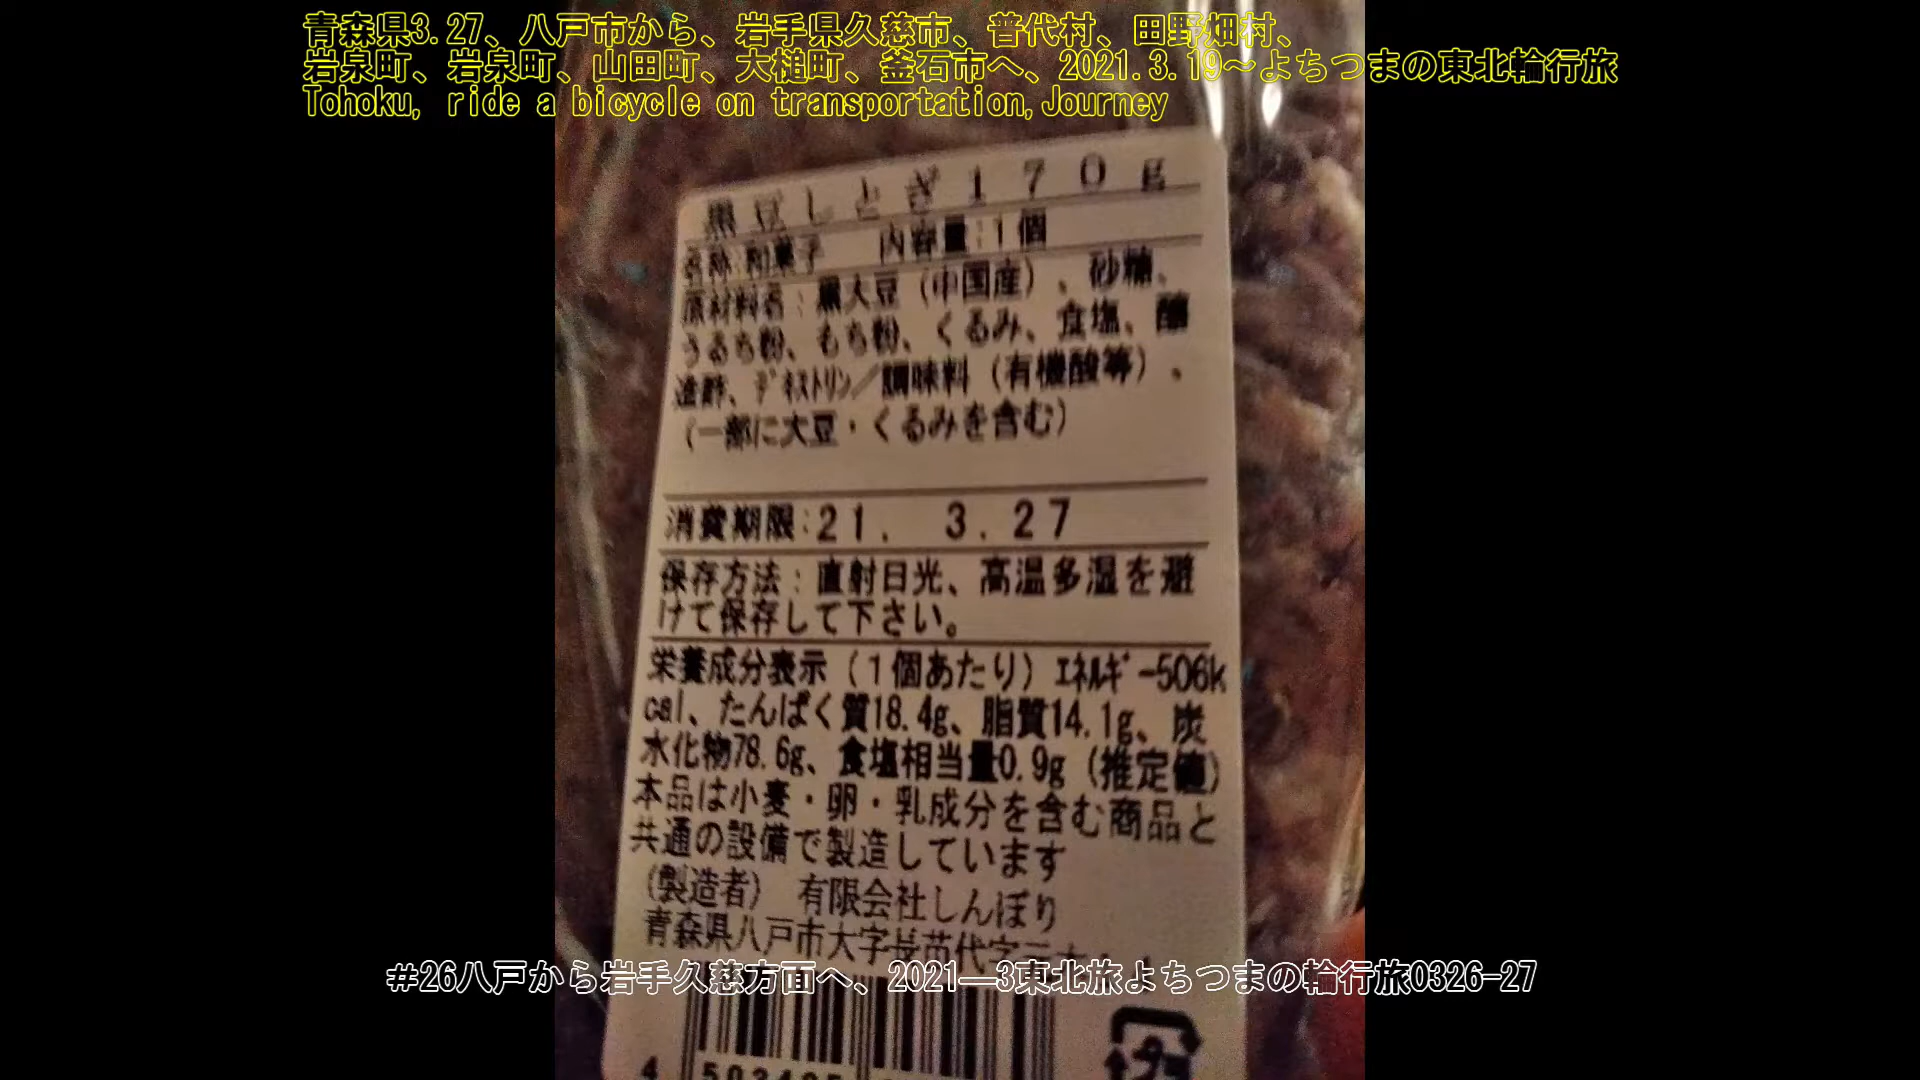 青森県3.27、八戸市から、岩手県久慈市、普代村、田野畑村、
岩泉町、岩泉町、山田町、大槌町、釜石市へ、2021.3.19～よちつまの東北輪行旅
Tohoku, ride a bicycle on transportation,Journey
黒豆しとぎ170g
名称:和菓子 内容量:1個
原材料名：黒大豆（中国産）、砂糖、
うるち粉、もち粉、くるみ、食塩、醸
造酢、ﾃﾞｷｽﾄﾘﾝ／調味料（有機酸等）、
（一部に大豆・くるみを含む）
消費期限:21. 3.27
保存方法：直射日光、高温多湿を避
けて保存して下さい。
栄養成分表示（1個あたり）ｴﾈﾙｷﾞｰ506k
cal、たんぱく質18.4g、脂質14.1g、炭
水化物78.6g、食塩相当量0.9g（推定値）
本品は小麦・卵・乳成分を含む商品と
共通の設備で製造しています
(製造者) 有限会社しんぼり
青森県八戸市大字
#26八戸から岩手久慈方面へ、2021―3東北旅よちつまの輪行旅0326-27